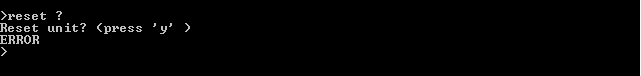 >reset ?
Reset unit? (press 'y' )
ERROR
>